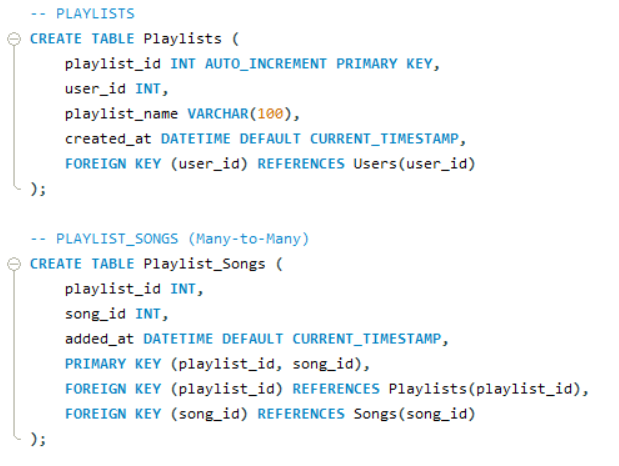 -- PLAYLISTS
CREATE TABLE Playlists (
    playlist_id INT AUTO_INCREMENT PRIMARY KEY,
    user_id INT,
    playlist_name VARCHAR(100),
    created_at DATETIME DEFAULT CURRENT_TIMESTAMP,
    FOREIGN KEY (user_id) REFERENCES Users(user_id)
);

-- PLAYLIST_SONGS (Many-to-Many)
CREATE TABLE Playlist_Songs (
    playlist_id INT,
    song_id INT,
    added_at DATETIME DEFAULT CURRENT_TIMESTAMP,
    PRIMARY KEY (playlist_id, song_id),
    FOREIGN KEY (playlist_id) REFERENCES Playlists(playlist_id),
    FOREIGN KEY (song_id) REFERENCES Songs(song_id)
);